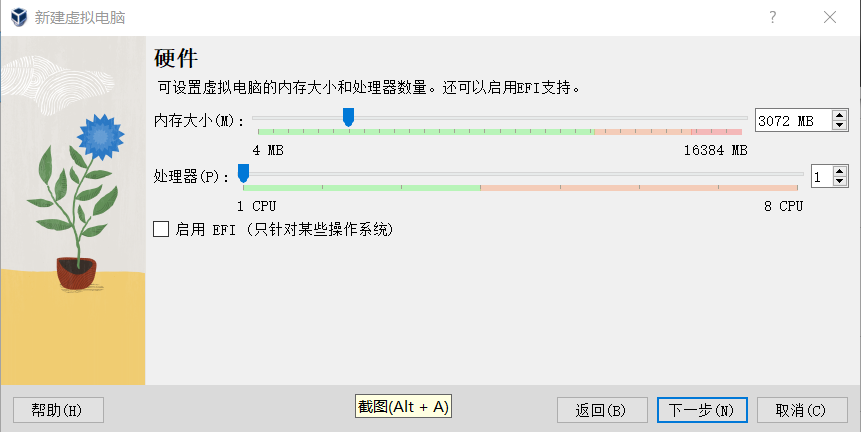 新建虚拟电脑
?
硬件
可设置虚拟电脑的内存大小和处理器数量。还可以启用EFI支持。
内存大小(M): 3072 MB
4 MB 16384 MB
处理器(P): 1
1 CPU 8 CPU
启用 EFI (只针对某些操作系统)
帮助(H) 截图(Alt + A) 返回(B) 下一步(N) 取消(C)